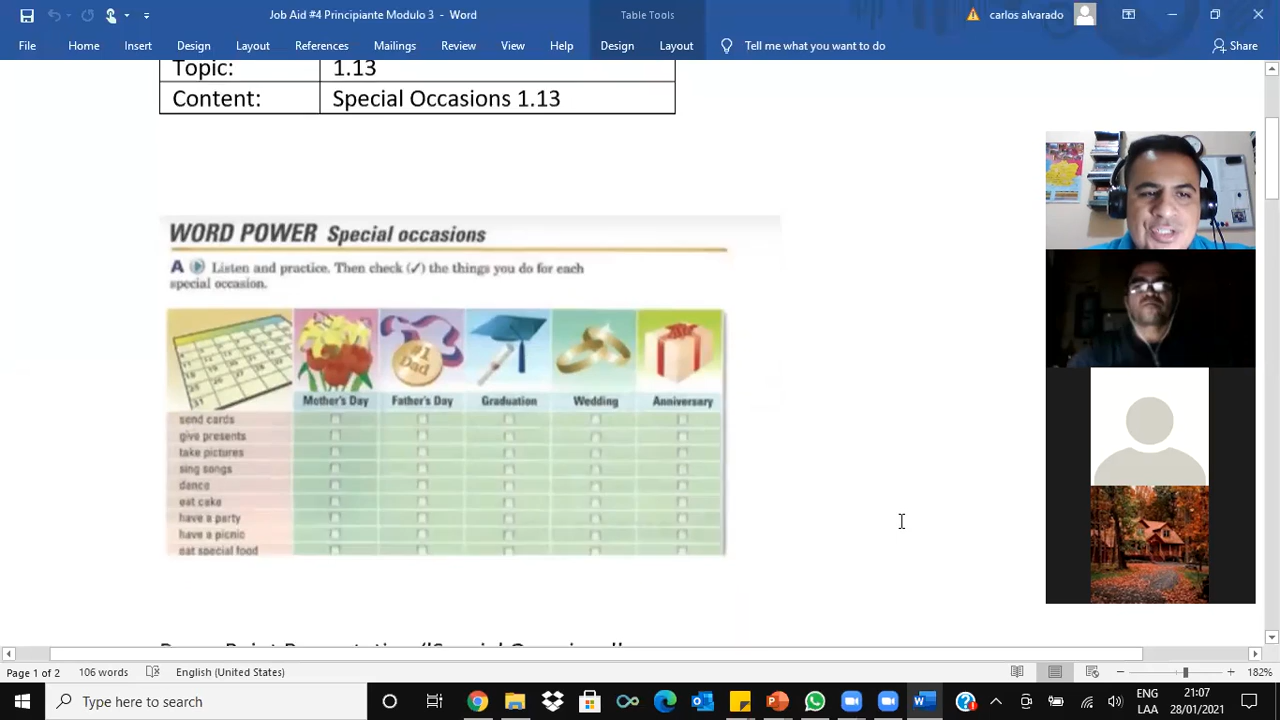 Job Aid #4 Principiante Modulo 3 - Word
Table Tools
carlos alvarado
File Home Insert Design Layout References Mailings Review View Help Design Layout Tell me what you want to do Share
Topic: 1.13
Content: Special Occasions 1.13
WORD POWER Special occasions
A Listen and practice. Then check (✓) the things you do for each
special occasion.
1
Dad
Mother's Day Father's Day Graduation Wedding Anniversary
send cards
give presents
take pictures
sing songs
dance
eat cake
have a party
have a picnic
eat special food
Page 1 of 2 106 words English (United States) 182%
Type here to search
ENG 21:07
LAA 28/01/2021